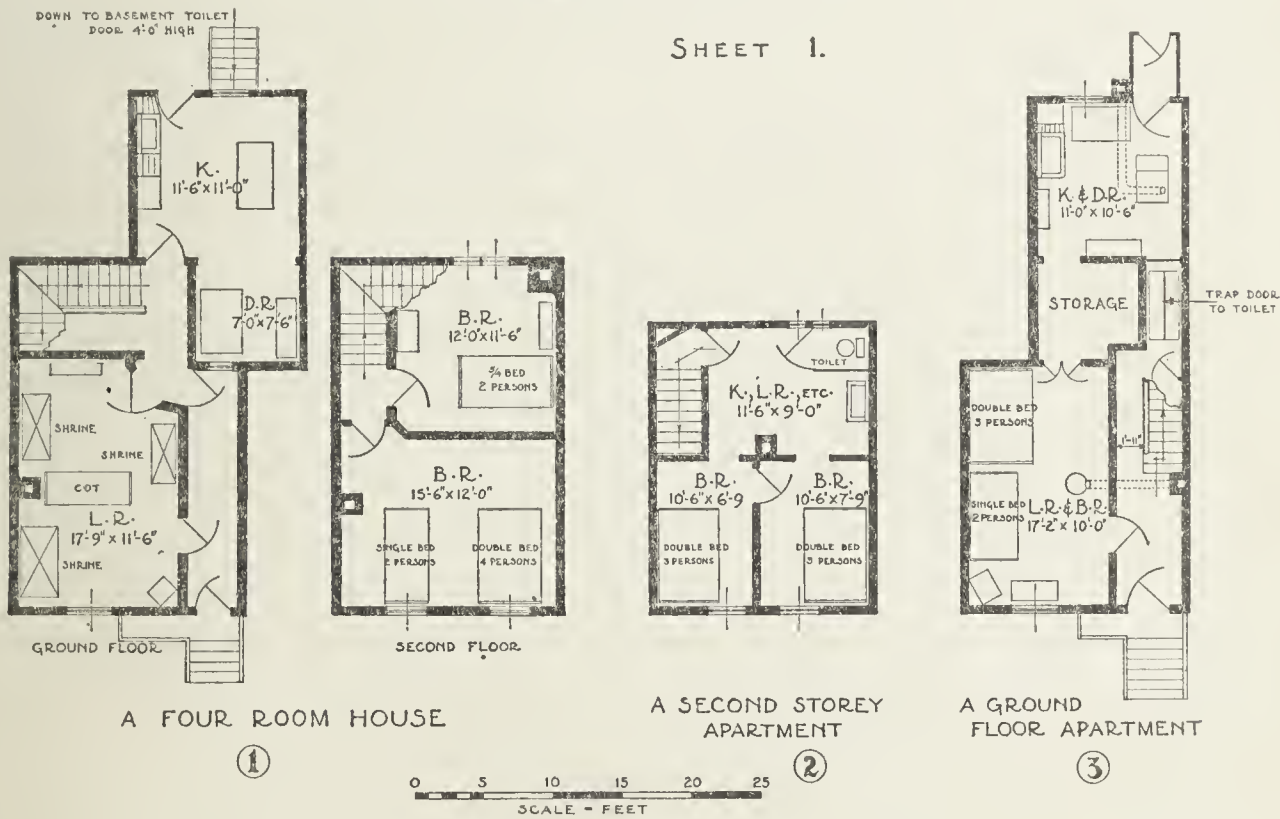 DOWN TO BASEMENT TOILET
DOOR 4'-0" HIGH
SHEET 1.
K.
11'-6" x 11'-0"
D.R.
7'-0" x 7'-6"
SHRINE
SHRINE
COT
L.R.
17'-9" x 11'-6"
SHRINE
GROUND FLOOR
B.R.
12'-0" x 11'-6"
3/4 BED
2 PERSONS
B.R.
15'-6" x 12'-0"
SINGLE BED
2 PERSONS
DOUBLE BED
4 PERSONS
SECOND FLOOR
A FOUR ROOM HOUSE
1
TOILET
K., L.R., ETC.
11'-6" x 9'-0"
B.R.
10'-6" x 6'-9
B.R.
10'-6" x 7'-9"
DOUBLE BED
3 PERSONS
DOUBLE BED
3 PERSONS
A SECOND STOREY
APARTMENT
2
K. & D.R.
11'-0" x 10'-6"
STORAGE
TRAP DOOR
TO TOILET
DOUBLE BED
3 PERSONS
1'-11"
SINGLE BED
2 PERSONS
L.R. & B.R.
17'-2" x 10'-0"
A GROUND
FLOOR APARTMENT
3
0 5 10 15 20 25
SCALE - FEET